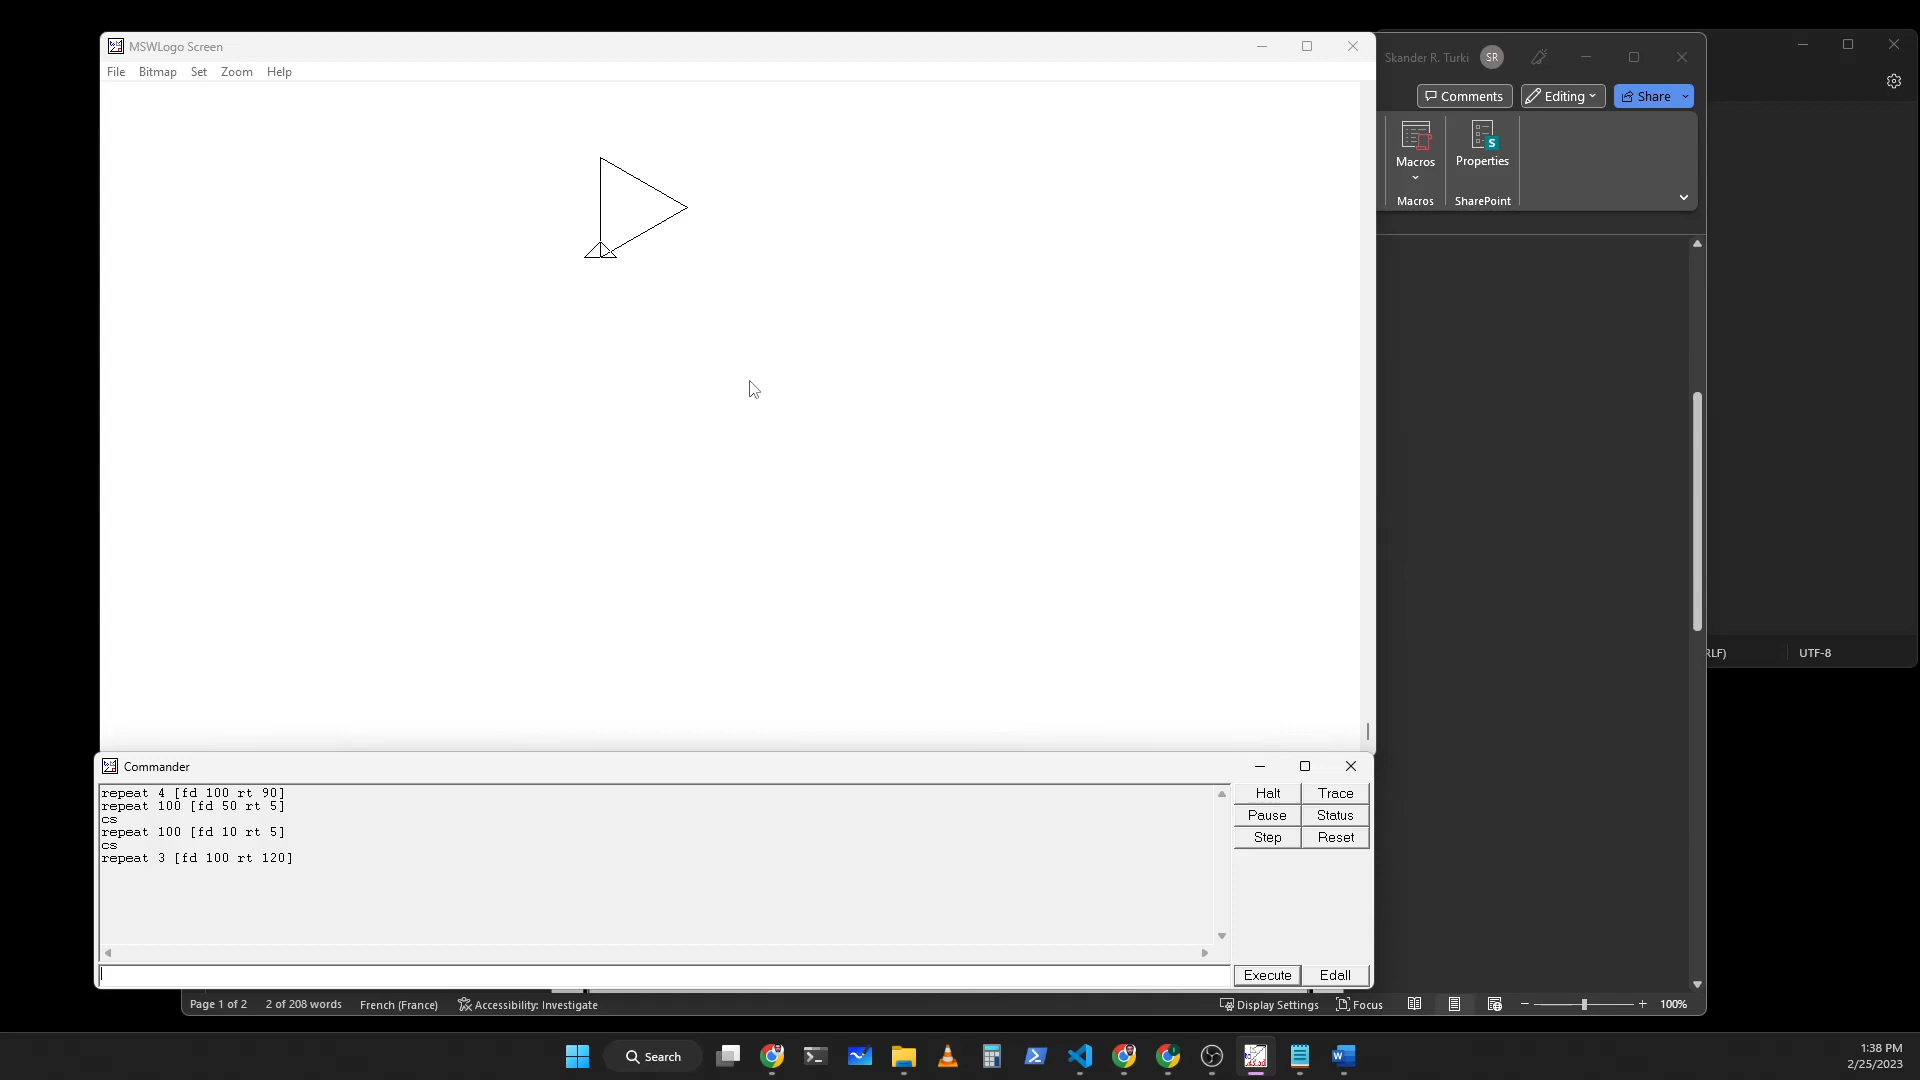 MSWLogo Screen
File Bitmap Set Zoom Help
Skander R. Turki SR
Comments Editing Share
Macros Properties
Macros SharePoint
RLF) UTF-8
Commander
repeat 4 [fd 100 rt 90]
repeat 100 [fd 50 rt 5]
cs
repeat 100 [fd 10 rt 5]
cs
repeat 3 [fd 100 rt 120]
Halt Trace
Pause Status
Step Reset
Execute Edall
Page 1 of 2 2 of 208 words French (France) Accessibility: Investigate Display Settings Focus 100%
Search
1:38 PM
2/25/2023